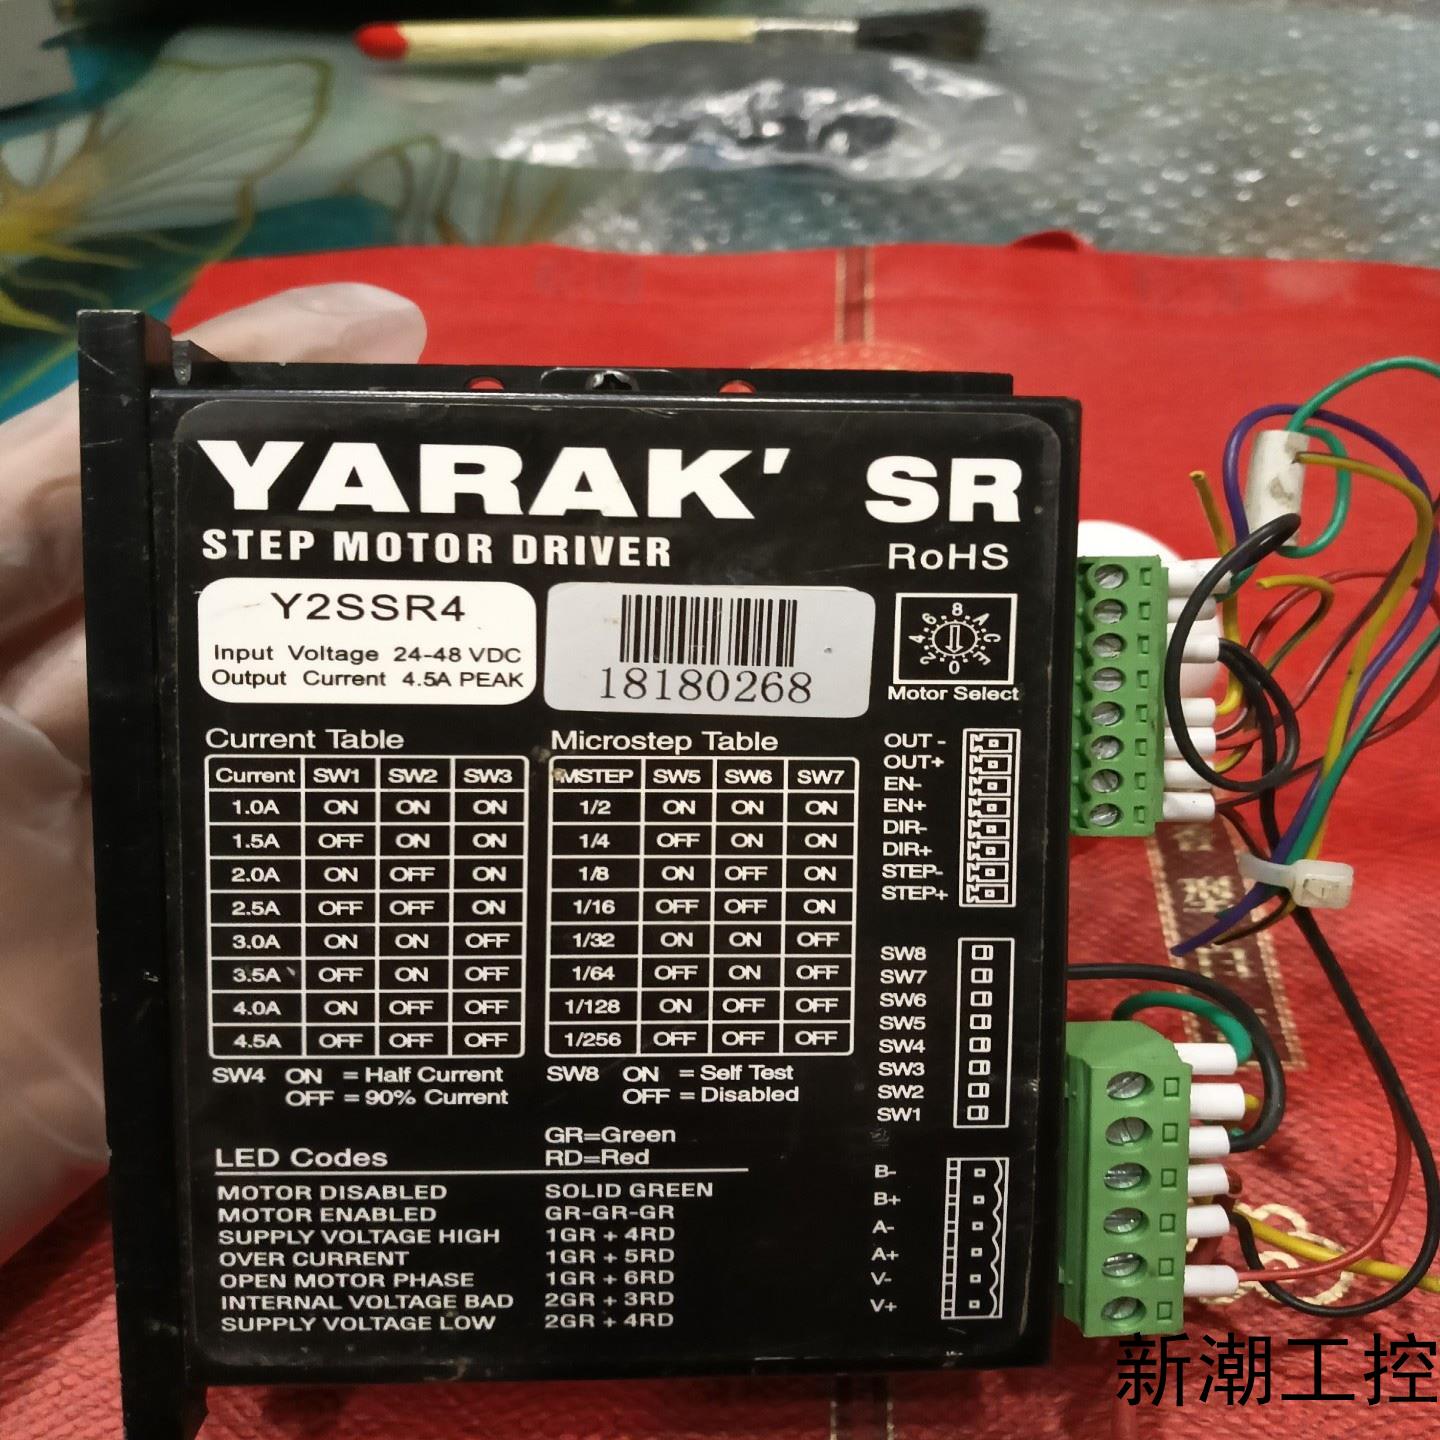 YARAK' SR
STEP MOTOR DRIVER RoHS
Y2SSR4
Input Voltage 24-48 VDC
Output Current 4.5A PEAK
18180268
0 2 4 6 8 A C E
Motor Select
Current Table
Current SW1 SW2 SW3
1.0A ON ON ON
1.5A OFF ON ON
2.0A ON OFF ON
2.5A OFF OFF ON
3.0A ON ON OFF
3.5A OFF ON OFF
4.0A ON OFF OFF
4.5A OFF OFF OFF
SW4 ON = Half Current
OFF = 90% Current
Microstep Table
MSTEP SW5 SW6 SW7
1/2 ON ON ON
1/4 OFF ON ON
1/8 ON OFF ON
1/16 OFF OFF ON
1/32 ON ON OFF
1/64 OFF ON OFF
1/128 ON OFF OFF
1/256 OFF OFF OFF
SW8 ON = Self Test
OFF = Disabled
OUT -
OUT+
EN-
EN+
DIR-
DIR+
STEP-
STEP+
SW8
SW7
SW6
SW5
SW4
SW3
SW2
SW1
B-
B+
A-
A+
V-
V+
GR=Green
LED Codes RD=Red
MOTOR DISABLED SOLID GREEN
MOTOR ENABLED GR-GR-GR
SUPPLY VOLTAGE HIGH 1GR + 4RD
OVER CURRENT 1GR + 5RD
OPEN MOTOR PHASE 1GR + 6RD
INTERNAL VOLTAGE BAD 2GR + 3RD
SUPPLY VOLTAGE LOW 2GR + 4RD
新潮工控